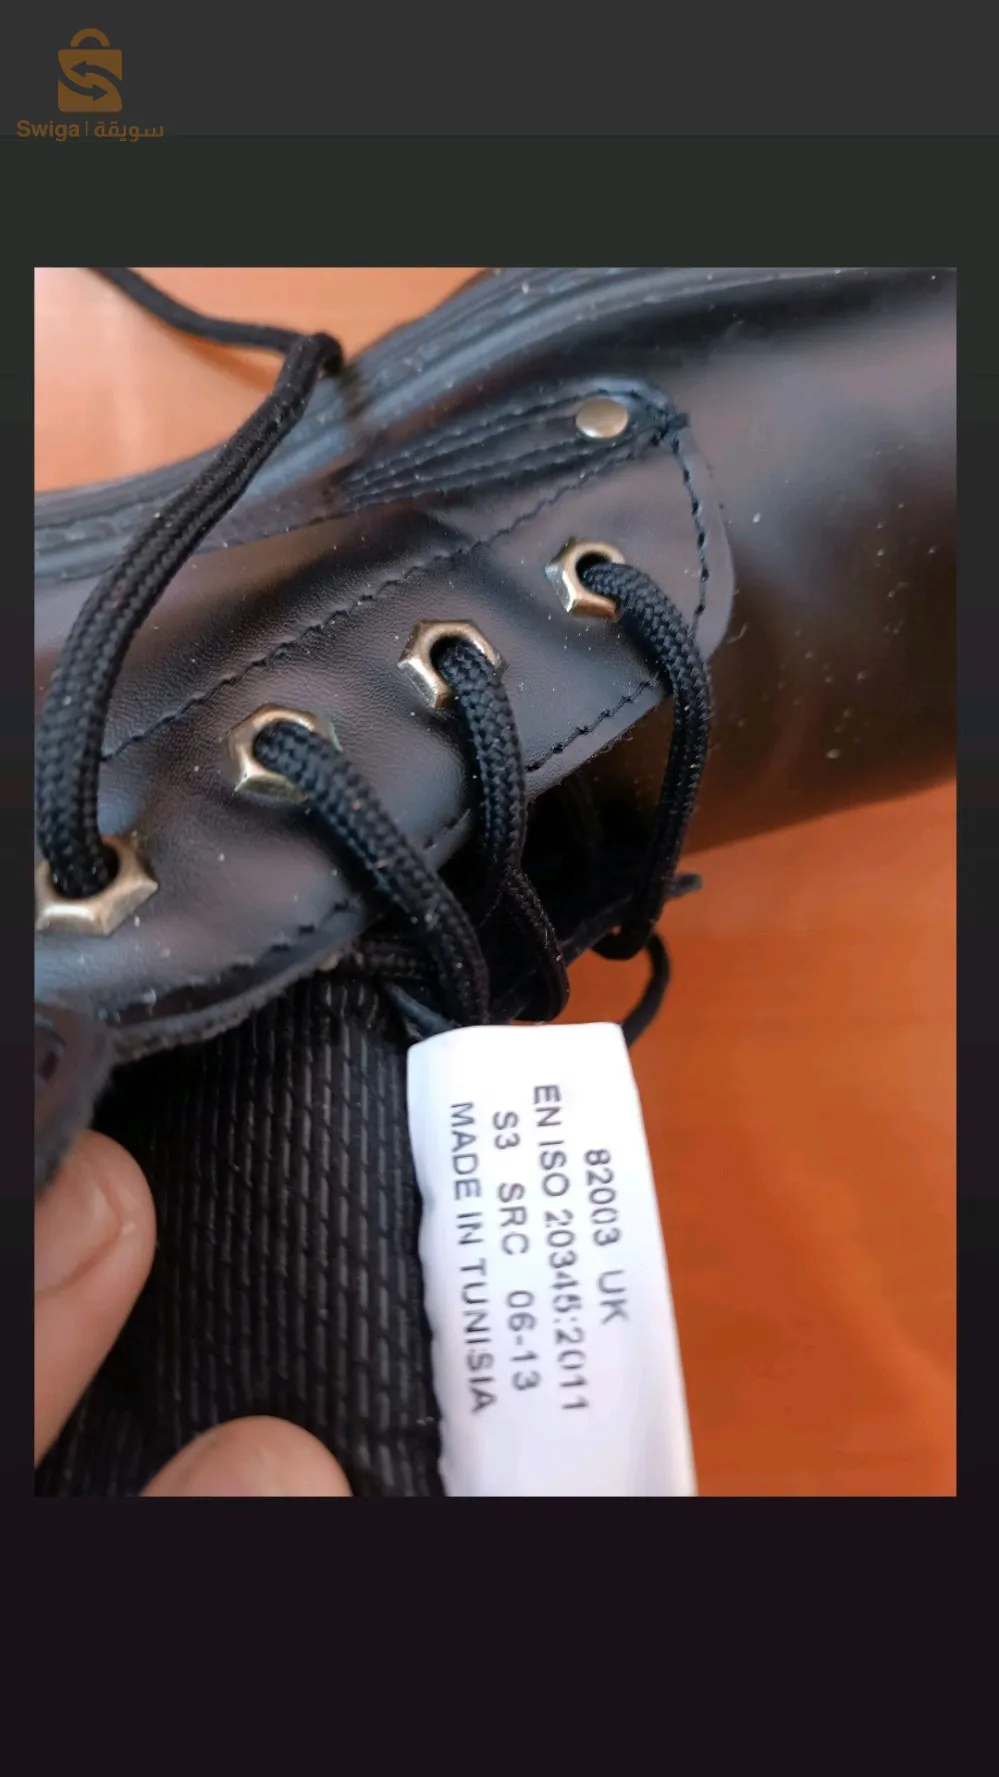 Swiga | سويقة
82003 UK
EN ISO 20345:2011
S3 SRC 06-13
MADE IN TUNISIA